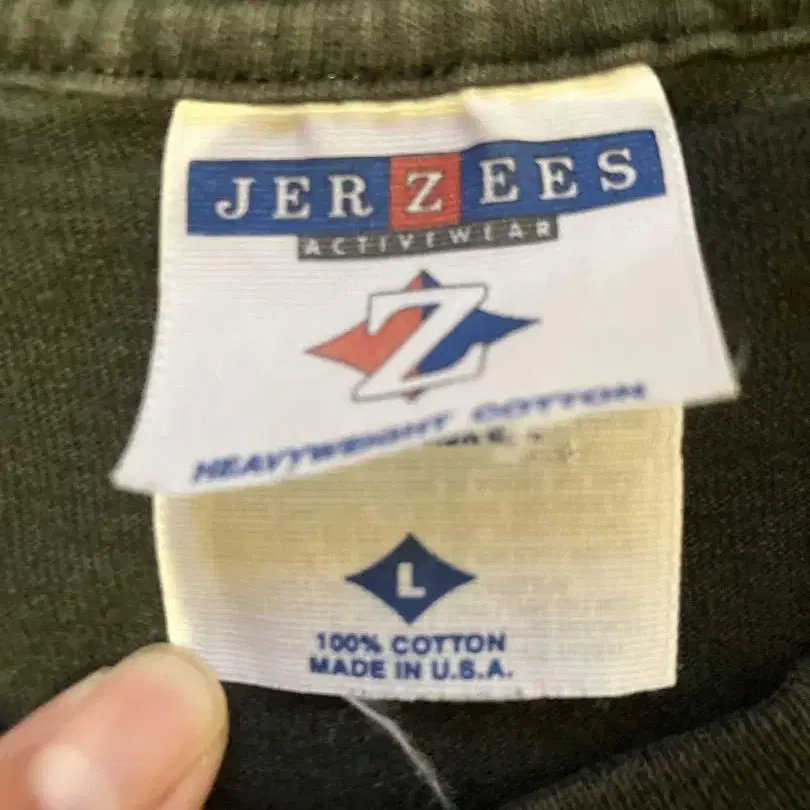 JERZEES
ACTIVEWEAR
Z
HEAVYWEIGHT COTTON
L
100% COTTON
MADE IN U.S.A.